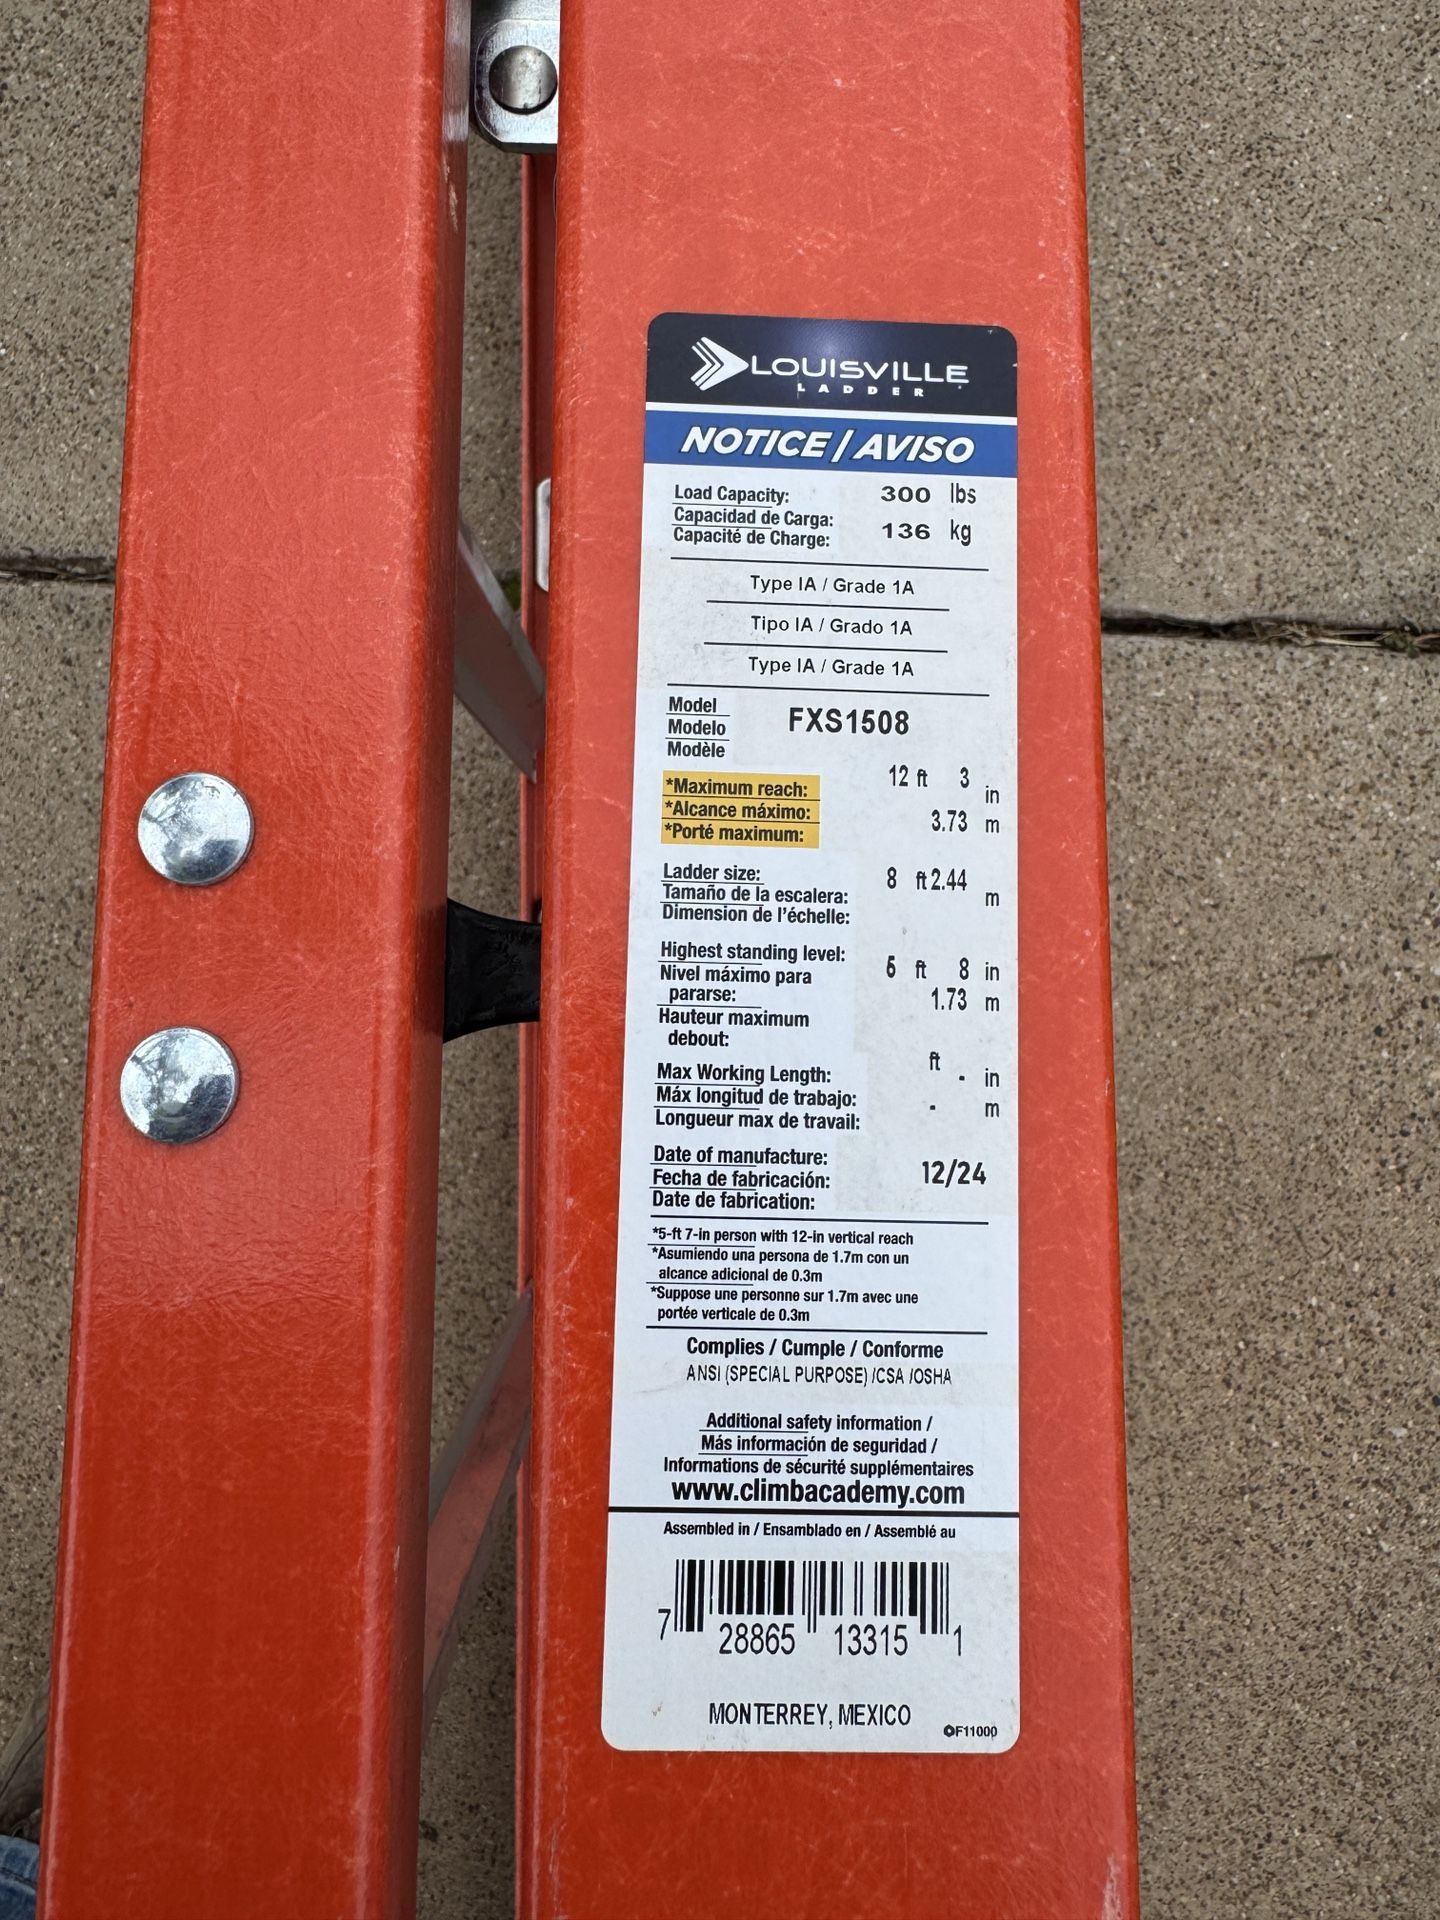 LOUISVILLE
LADDER
NOTICE / AVISO
Load Capacity: 300 lbs
Capacidad de Carga:
Capacité de Charge: 136 kg
Type IA / Grade 1A
Tipo IA / Grado 1A
Type IA / Grade 1A
Model
Modelo FXS1508
Modèle
*Maximum reach: 12 ft 3 in
*Alcance máximo: 3.73 m
*Porté maximum:
Ladder size: 8 ft 2.44 m
Tamaño de la escalera:
Dimension de l'échelle:
Highest standing level: 5 ft 8 in
Nivel máximo para
pararse: 1.73 m
Hauteur maximum
debout:
Max Working Length: ft - in
Máx longitud de trabajo: - m
Longueur max de travail:
Date of manufacture:
Fecha de fabricación: 12/24
Date de fabrication:
*5-ft 7-in person with 12-in vertical reach
*Asumiendo una persona de 1.7m con un
alcance adicional de 0.3m
*Suppose une personne sur 1.7m avec une
portée verticale de 0.3m
Complies / Cumple / Conforme
ANSI (SPECIAL PURPOSE) /CSA /OSHA
Additional safety information /
Más información de seguridad /
Informations de sécurité supplémentaires
www.climbacademy.com
Assembled in / Ensamblado en / Assemblé au
7 28865 13315 1
MONTERREY, MEXICO
F11000